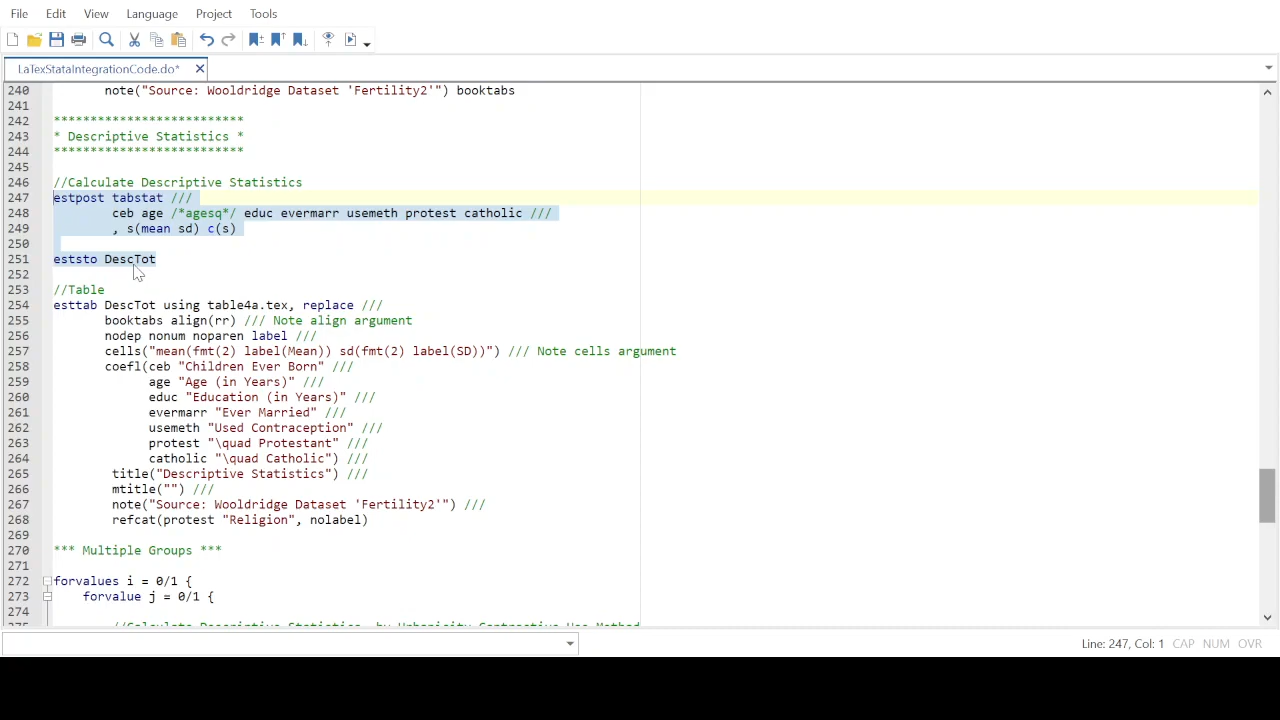 File Edit View Language Project Tools
LaTexStataIntegrationCode.do*
240 note("Source: Wooldridge Dataset 'Fertility2'") booktabs
241
242 **************************
243 * Descriptive Statistics *
244 **************************
245
246 //Calculate Descriptive Statistics
247 estpost tabstat ///
248 ceb age /*agesq*/ educ evermarr usemeth protest catholic ///
249 , s(mean sd) c(s)
250
251 eststo DescTot
252
253 //Table
254 esttab DescTot using table4a.tex, replace ///
255 booktabs align(rr) /// Note align argument
256 nodep nonum noparen label ///
257 cells("mean(fmt(2) label(Mean)) sd(fmt(2) label(SD))") /// Note cells argument
258 coefl(ceb "Children Ever Born" ///
259 age "Age (in Years)" ///
260 educ "Education (in Years)" ///
261 evermarr "Ever Married" ///
262 usemeth "Used Contraception" ///
263 protest "\quad Protestant" ///
264 catholic "\quad Catholic") ///
265 title("Descriptive Statistics") ///
266 mtitle("") ///
267 note("Source: Wooldridge Dataset 'Fertility2'") ///
268 refcat(protest "Religion", nolabel)
269
270 *** Multiple Groups ***
271
272 forvalues i = 0/1 {
273 forvalue j = 0/1 {
274
Line: 247, Col: 1 CAP NUM OVR